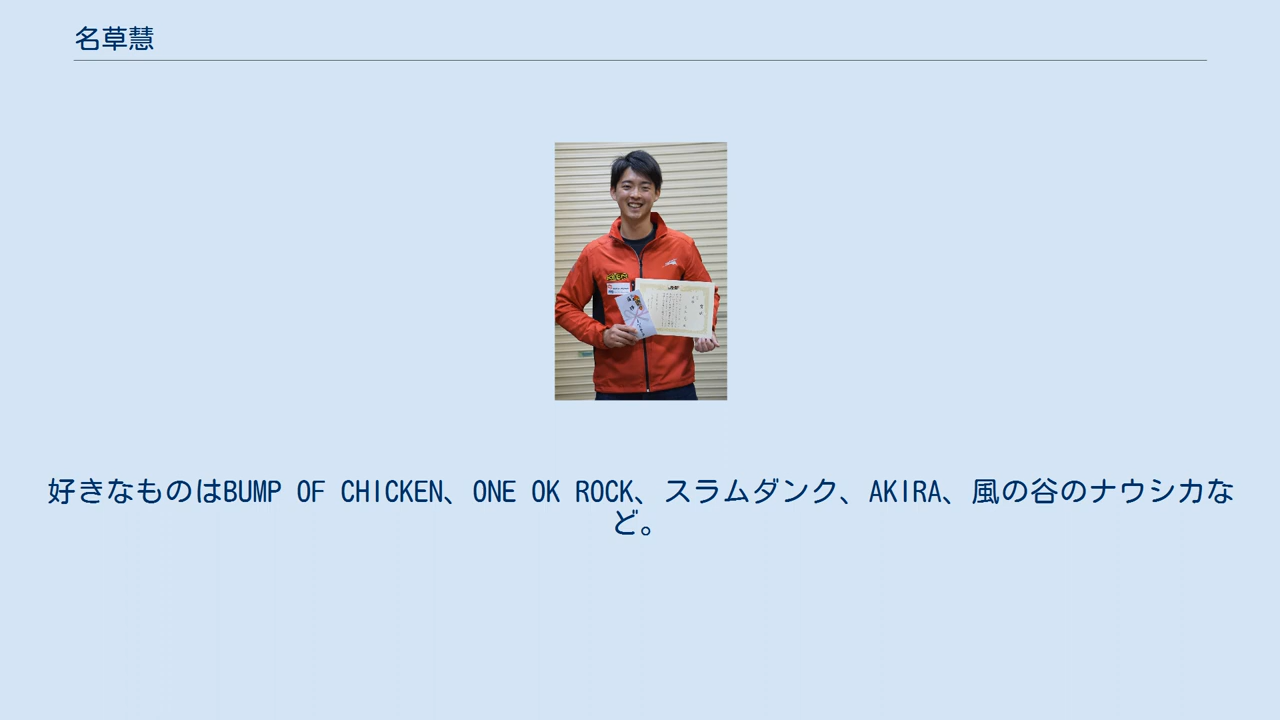 名草慧
好きなものはBUMP OF CHICKEN、ONE OK ROCK、スラムダンク、AKIRA、風の谷のナウシカな
ど。